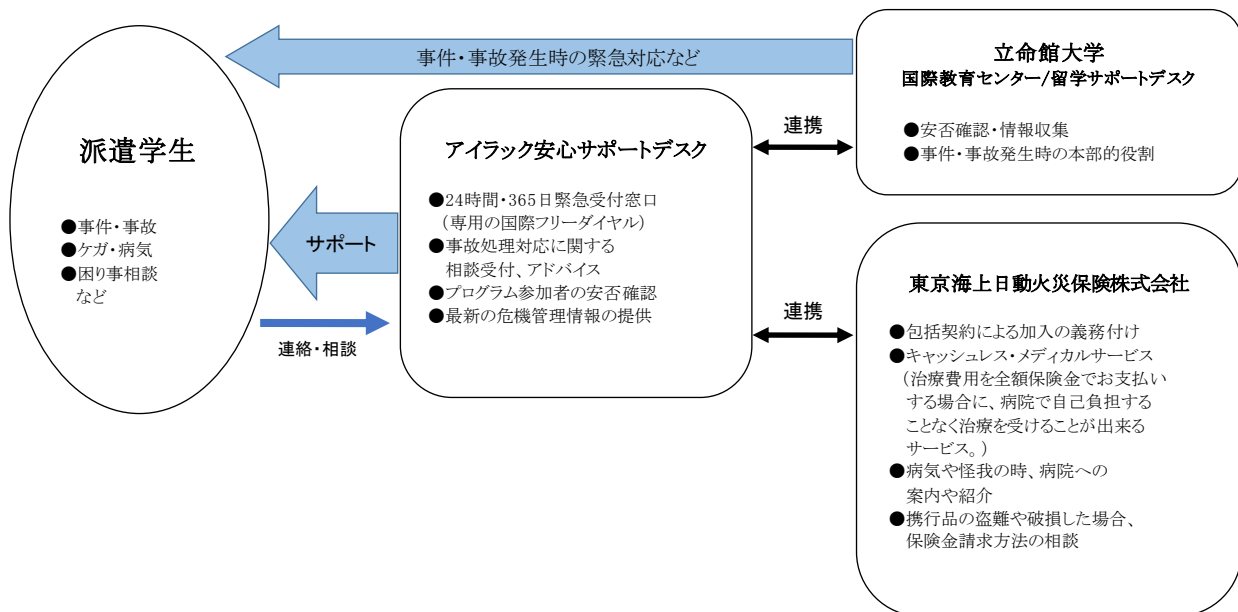 事件・事故発生時の緊急対応など
立命館大学
国際教育センター/留学サポートデスク
●安否確認・情報収集
●事件・事故発生時の本部的役割
派遣学生
●事件・事故
●ケガ・病気
●困り事相談
など
サポート
連絡・相談
アイラック安心サポートデスク
●24時間・365日緊急受付窓口
(専用の国際フリーダイヤル)
●事故処理対応に関する
相談受付、アドバイス
●プログラム参加者の安否確認
●最新の危機管理情報の提供
連携
連携
東京海上日動火災保険株式会社
●包括契約による加入の義務付け
●キャッシュレス・メディカルサービス
(治療費用を全額保険金でお支払い
する場合に、病院で自己負担する
ことなく治療を受けることが出来る
サービス。)
●病気や怪我の時、病院への
案内や紹介
●携行品の盗難や破損した場合、
保険金請求方法の相談